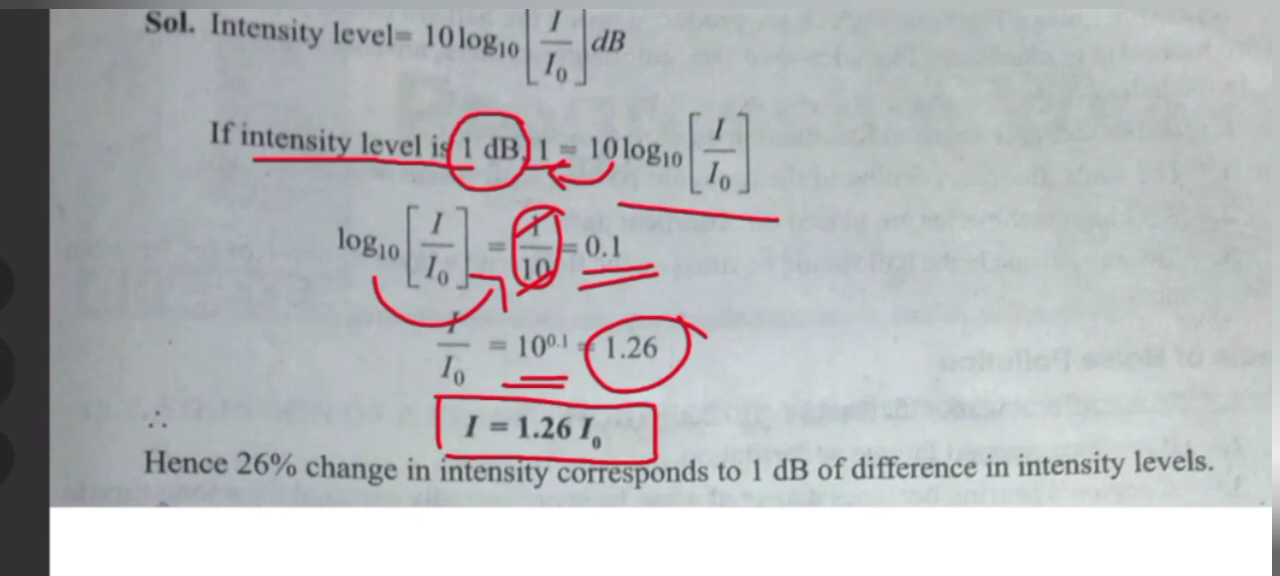 Sol. Intensity level= 10 log10 [I/I0] dB
If intensity level is 1 dB, 1 = 10 log10 [I/I0]
log10 [I/I0] = 1/10 = 0.1
I/I0 = 10^0.1 = 1.26
∴ I = 1.26 I0
Hence 26% change in intensity corresponds to 1 dB of difference in intensity levels.